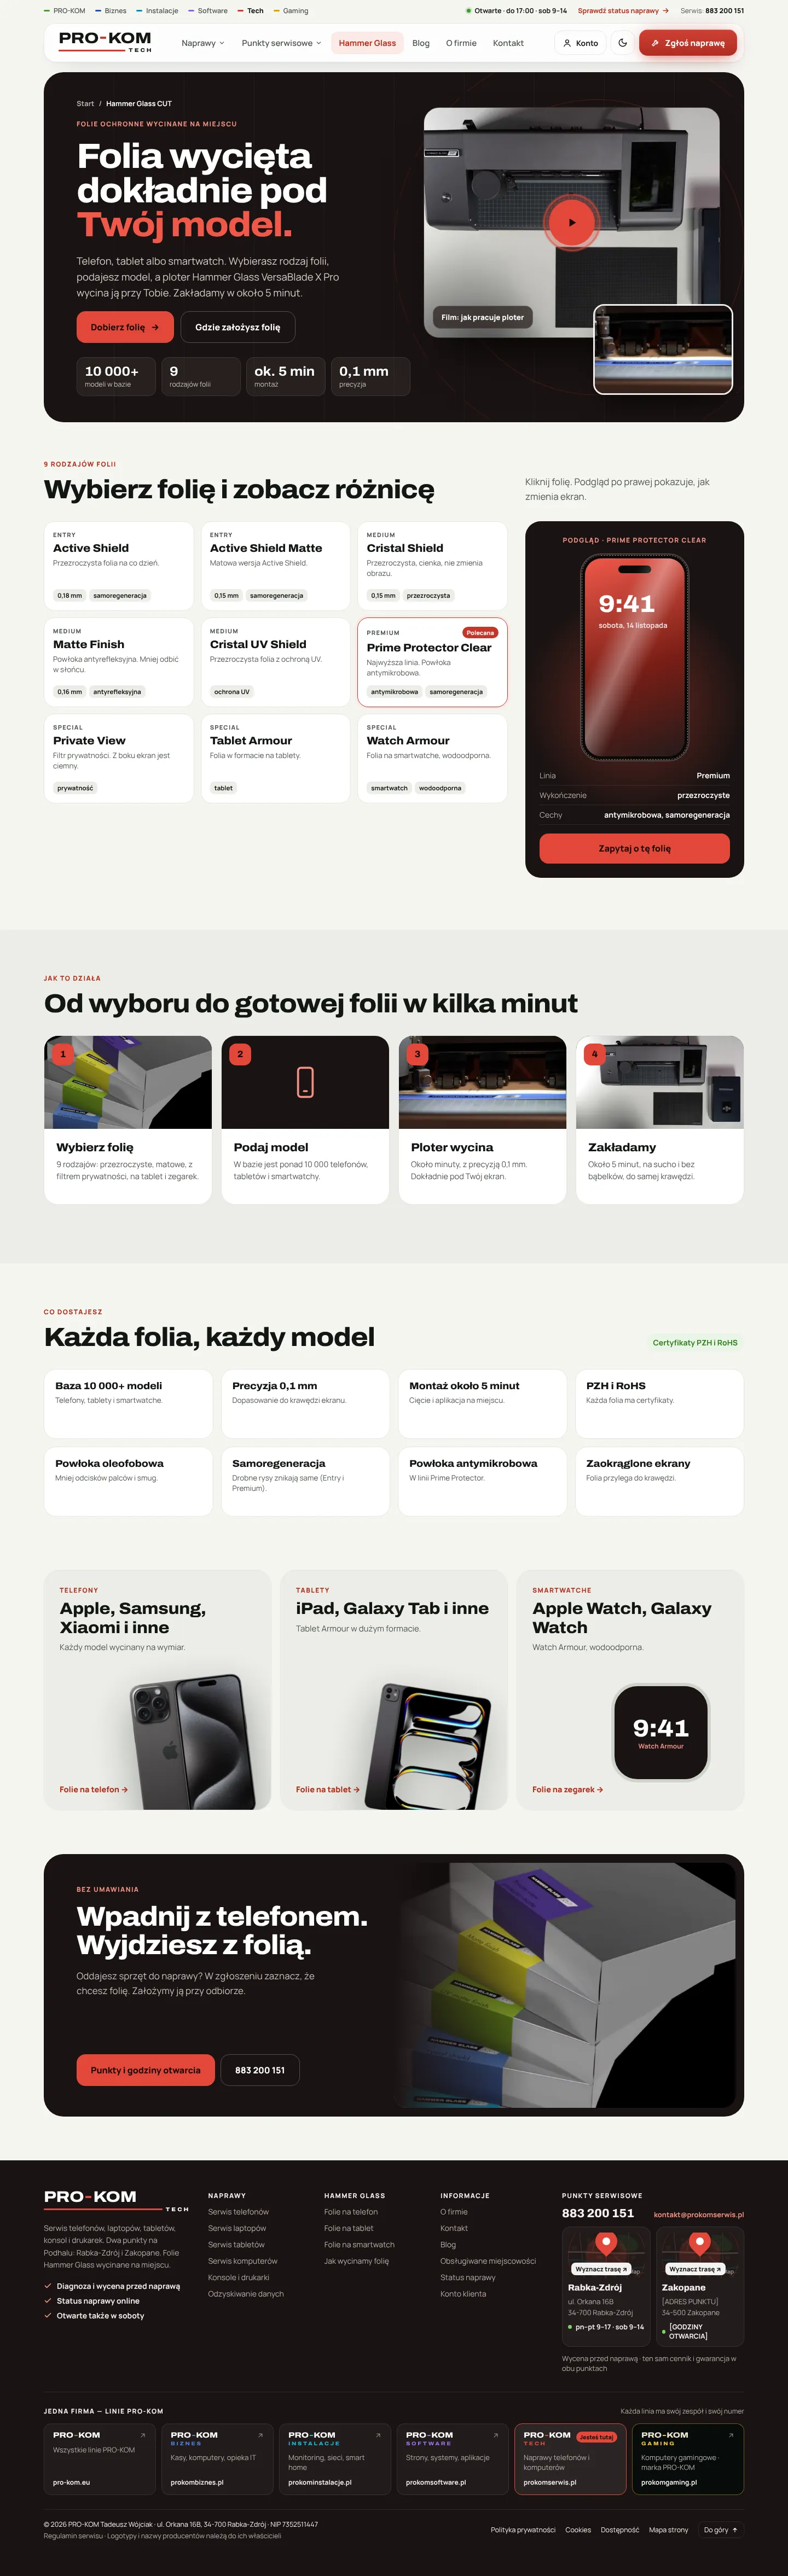 PRO-KOM Biznes Instalacje Software Tech Gaming
Otwarte · do 17:00 · sob 9–14 Sprawdź status naprawy → Serwis: 883 200 151
PRO-KOM
TECH
Naprawy Punkty serwisowe Hammer Glass Blog O firmie Kontakt
Konto
Zgłoś naprawę
Start / Hammer Glass CUT
FOLIE OCHRONNE WYCINANE NA MIEJSCU
Folia wycięta
dokładnie pod
Twój model.
Telefon, tablet albo smartwatch. Wybierasz rodzaj folii,
podajesz model, a ploter Hammer Glass VersaBlade X Pro
wycina ją przy Tobie. Zakładamy w około 5 minut.
Dobierz folię →
Gdzie założysz folię
10 000+
modeli w bazie
9
rodzajów folii
ok. 5 min
montaż
0,1 mm
precyzja
Film: jak pracuje ploter
9 RODZAJÓW FOLII
Wybierz folię i zobacz różnicę
Kliknij folię. Podgląd po prawej pokazuje, jak
zmienia ekran.
ENTRY
Active Shield
Przezroczysta folia na co dzień.
0,18 mm samoregeneracja
ENTRY
Active Shield Matte
Matowa wersja Active Shield.
0,15 mm samoregeneracja
MEDIUM
Cristal Shield
Przezroczysta, cienka, nie zmienia
obrazu.
0,15 mm przezroczysta
MEDIUM
Matte Finish
Powłoka antyrefleksyjna. Mniej odbić
w słońcu.
0,16 mm antyrefleksyjna
MEDIUM
Cristal UV Shield
Przezroczysta folia z ochroną UV.
ochrona UV
PREMIUM
Polecana
Prime Protector Clear
Najwyższa linia. Powłoka
antymikrobowa.
antymikrobowa samoregeneracja
SPECIAL
Private View
Filtr prywatności. Z boku ekran jest
ciemny.
prywatność
SPECIAL
Tablet Armour
Folia w formacie na tablety.
tablet
SPECIAL
Watch Armour
Folia na smartwatche, wodoodporna.
smartwatch wodoodporna
PODGLĄD · PRIME PROTECTOR CLEAR
9:41
sobota, 14 listopada
Linia Premium
Wykończenie przezroczyste
Cechy antymikrobowa, samoregeneracja
Zapytaj o tę folię
JAK TO DZIAŁA
Od wyboru do gotowej folii w kilka minut
1
Wybierz folię
9 rodzajów: przezroczyste, matowe, z
filtrem prywatności, na tablet i zegarek.
2
Podaj model
W bazie jest ponad 10 000 telefonów,
tabletów i smartwatchy.
3
Ploter wycina
Około minuty, z precyzją 0,1 mm.
Dokładnie pod Twój ekran.
4
Zakładamy
Około 5 minut, na sucho i bez
bąbelków, do samej krawędzi.
CO DOSTAJESZ
Każda folia, każdy model
Certyfikaty PZH i RoHS
Baza 10 000+ modeli
Telefony, tablety i smartwatche.
Precyzja 0,1 mm
Dopasowanie do krawędzi ekranu.
Montaż około 5 minut
Cięcie i aplikacja na miejscu.
PZH i RoHS
Każda folia ma certyfikaty.
Powłoka oleofobowa
Mniej odcisków palców i smug.
Samoregeneracja
Drobne rysy znikają same (Entry i
Premium).
Powłoka antymikrobowa
W linii Prime Protector.
Zaokrąglone ekrany
Folia przylega do krawędzi.
TELEFONY
Apple, Samsung,
Xiaomi i inne
Każdy model wycinany na wymiar.
Folie na telefon →
TABLETY
iPad, Galaxy Tab i inne
Tablet Armour w dużym formacie.
Folie na tablet →
SMARTWATCHE
Apple Watch, Galaxy
Watch
Watch Armour, wodoodporna.
9:41
Watch Armour
Folie na zegarek →
BEZ UMAWIANIA
Wpadnij z telefonem.
Wyjdziesz z folią.
Oddajesz sprzęt do naprawy? W zgłoszeniu zaznacz, że
chcesz folię. Założymy ją przy odbiorze.
Punkty i godziny otwarcia
883 200 151
PRO-KOM
TECH
Serwis telefonów, laptopów, tabletów,
konsol i drukarek. Dwa punkty na
Podhalu: Rabka-Zdrój i Zakopane. Folie
Hammer Glass wycinane na miejscu.
Diagnoza i wycena przed naprawą
Status naprawy online
Otwarte także w soboty
NAPRAWY
Serwis telefonów
Serwis laptopów
Serwis tabletów
Serwis komputerów
Konsole i drukarki
Odzyskiwanie danych
HAMMER GLASS
Folie na telefon
Folie na tablet
Folie na smartwatch
Jak wycinamy folię
INFORMACJE
O firmie
Kontakt
Blog
Obsługiwane miejscowości
Status naprawy
Konto klienta
PUNKTY SERWISOWE
883 200 151 kontakt@prokomserwis.pl
Wyznacz trasę
Rabka-Zdrój
ul. Orkana 16B
34-700 Rabka-Zdrój
pn–pt 9–17 · sob 9–14
Wyznacz trasę
Zakopane
[ADRES PUNKTU]
34-500 Zakopane
[GODZINY
OTWARCIA]
Wycena przed naprawą · ten sam cennik i gwarancja w
obu punktach
JEDNA FIRMA — LINIE PRO-KOM
Każda linia ma swój zespół i swój numer
PRO-KOM
Wszystkie linie PRO-KOM
pro-kom.eu
PRO-KOM
BIZNES
Kasy, komputery, opieka IT
prokombiznes.pl
PRO-KOM
INSTALACJE
Monitoring, sieci, smart
home
prokominstalacje.pl
PRO-KOM
SOFTWARE
Strony, systemy, aplikacje
prokomsoftware.pl
PRO-KOM
TECH
Jesteś tutaj
Naprawy telefonów i
komputerów
prokomserwis.pl
PRO-KOM
GAMING
Komputery gamingowe ·
marka PRO-KOM
prokomgaming.pl
© 2026 PRO-KOM Tadeusz Wójciak · ul. Orkana 16B, 34-700 Rabka-Zdrój · NIP 7352511447
Regulamin serwisu · Logotypy i nazwy producentów należą do ich właścicieli
Polityka prywatności Cookies Dostępność Mapa strony Do góry ↑